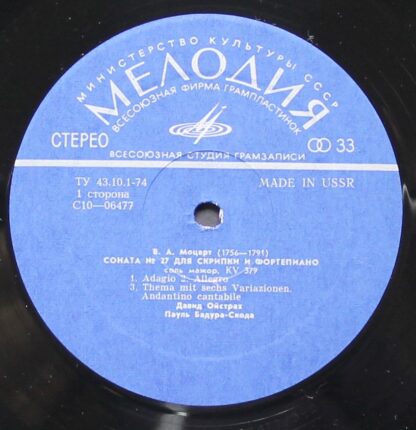 МИНИСТЕРСТВО КУЛЬТУРЫ СССР
МЕЛОДИЯ
ВСЕСОЮЗНАЯ ФИРМА ГРАМПЛАСТИНОК
СТЕРЕО
33
ВСЕСОЮЗНАЯ СТУДИЯ ГРАМЗАПИСИ
ТУ 43.10.1-74
MADE IN USSR
1 сторона
С10—06477
В. А. Моцарт (1756—1791)
СОНАТА № 27 ДЛЯ СКРИПКИ И ФОРТЕПИАНО
соль мажор, KV 379
1. Adagio 2. Allegro
3. Thema mit sechs Variazionen.
Andantino cantabile
Давид Ойстрах
Пауль Бадура-Скода